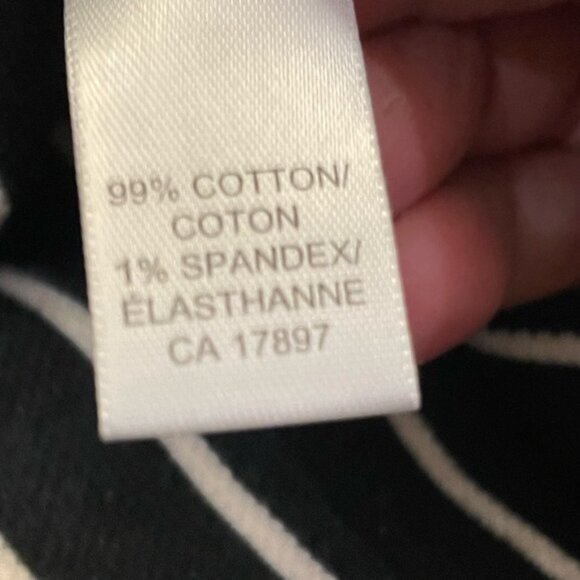 99% COTTON/
COTON
1% SPANDEX/
ÉLASTHANNE
CA 17897